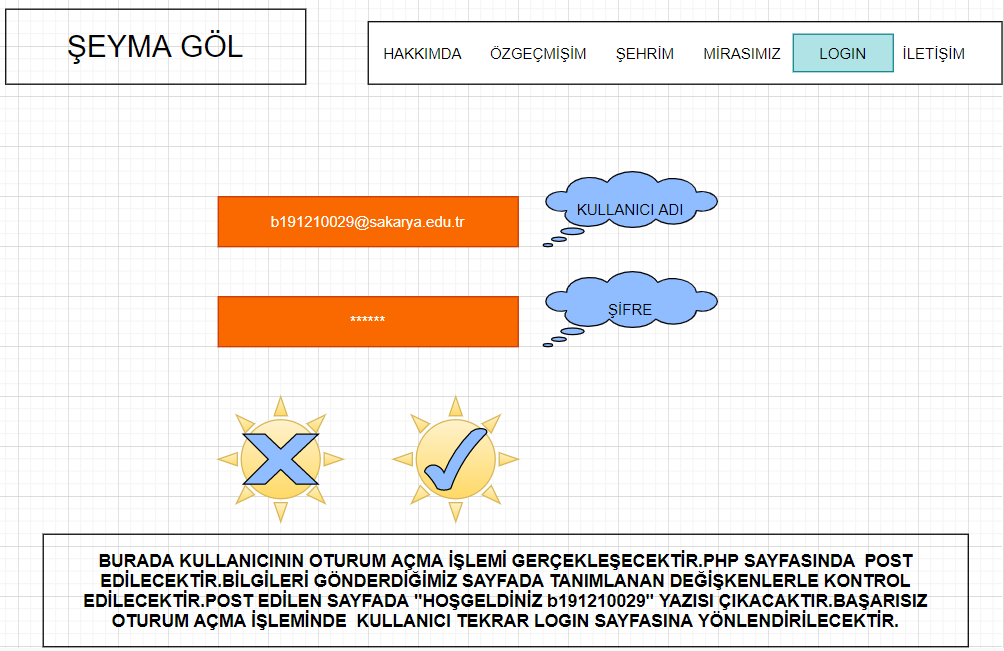 ŞEYMA GÖL
HAKKIMDA ÖZGEÇMİŞİM ŞEHRİM MİRASIMIZ LOGIN İLETİŞİM
b191210029@sakarya.edu.tr
KULLANICI ADI
******
ŞİFRE
BURADA KULLANICININ OTURUM AÇMA İŞLEMİ GERÇEKLEŞECEKTİR.PHP SAYFASINDA POST
EDİLECEKTİR.BİLGİLERİ GÖNDERDİĞİMİZ SAYFADA TANIMLANAN DEĞİŞKENLERLE KONTROL
EDİLECEKTİR.POST EDİLEN SAYFADA "HOŞGELDİNİZ b191210029" YAZISI ÇIKACAKTIR.BAŞARISIZ
OTURUM AÇMA İŞLEMİNDE KULLANICI TEKRAR LOGIN SAYFASINA YÖNLENDİRİLECEKTİR.